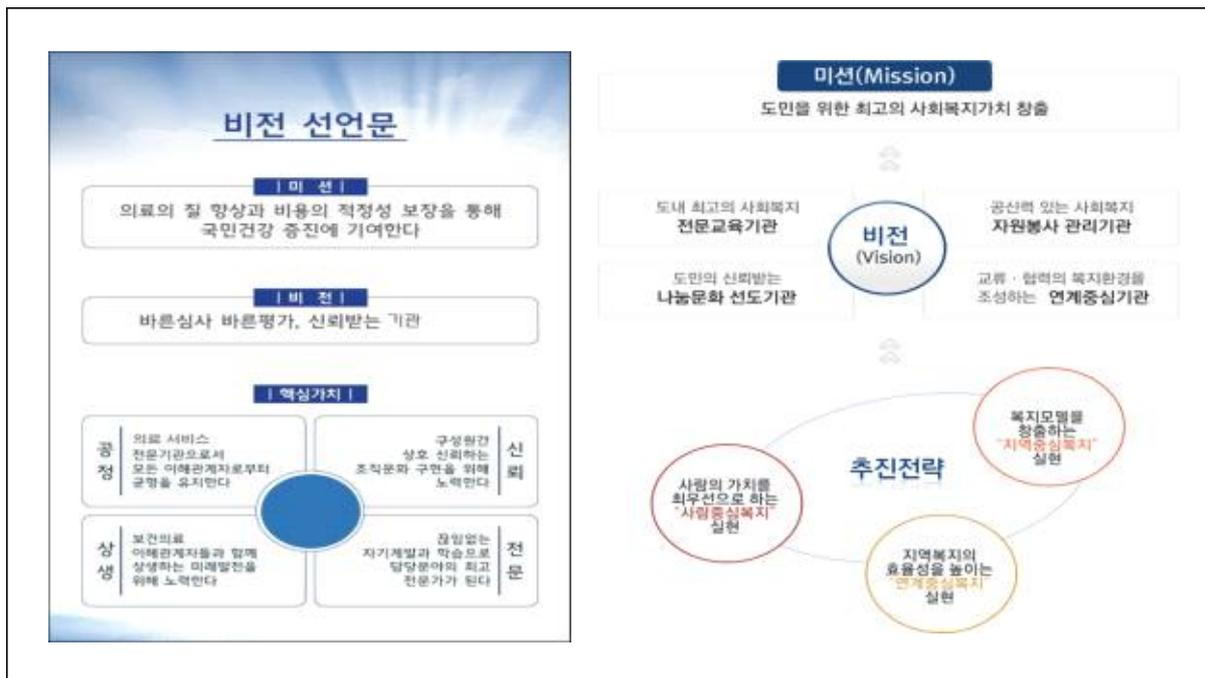 비전 선언문
| 미 션 |
의료의 질 향상과 비용의 적정성 보장을 통해
국민건강 증진에 기여한다
| 비 전 |
바른심사 바른평가, 신뢰받는 기관
| 핵심가치 |
공정
의료 서비스
전문기관으로서
모든 이해관계자로부터
균형을 유지한다
구성원간
상호 신뢰하는
조직문화 구현을 위해
노력한다
신뢰
상생
보건의료
이해관계자들과 함께
상생하는 미래발전을
위해 노력한다
끊임없는
자기계발과 학습으로
담당분야의 최고
전문가가 된다
전문
미션(Mission)
도민을 위한 최고의 사회복지가치 창출
도내 최고의 사회복지
전문교육기관
공신력 있는 사회복지
자원봉사 관리기관
비전
(Vision)
도민의 신뢰받는
나눔문화 선도기관
교류 · 협력의 복지환경을
조성하는 연계중심기관
복지모델을
창출하는
"지역중심복지"
실현
추진전략
사람의 가치를
최우선으로 하는
"사람중심복지"
실현
지역복지의
효율성을 높이는
"연계중심복지"
실현